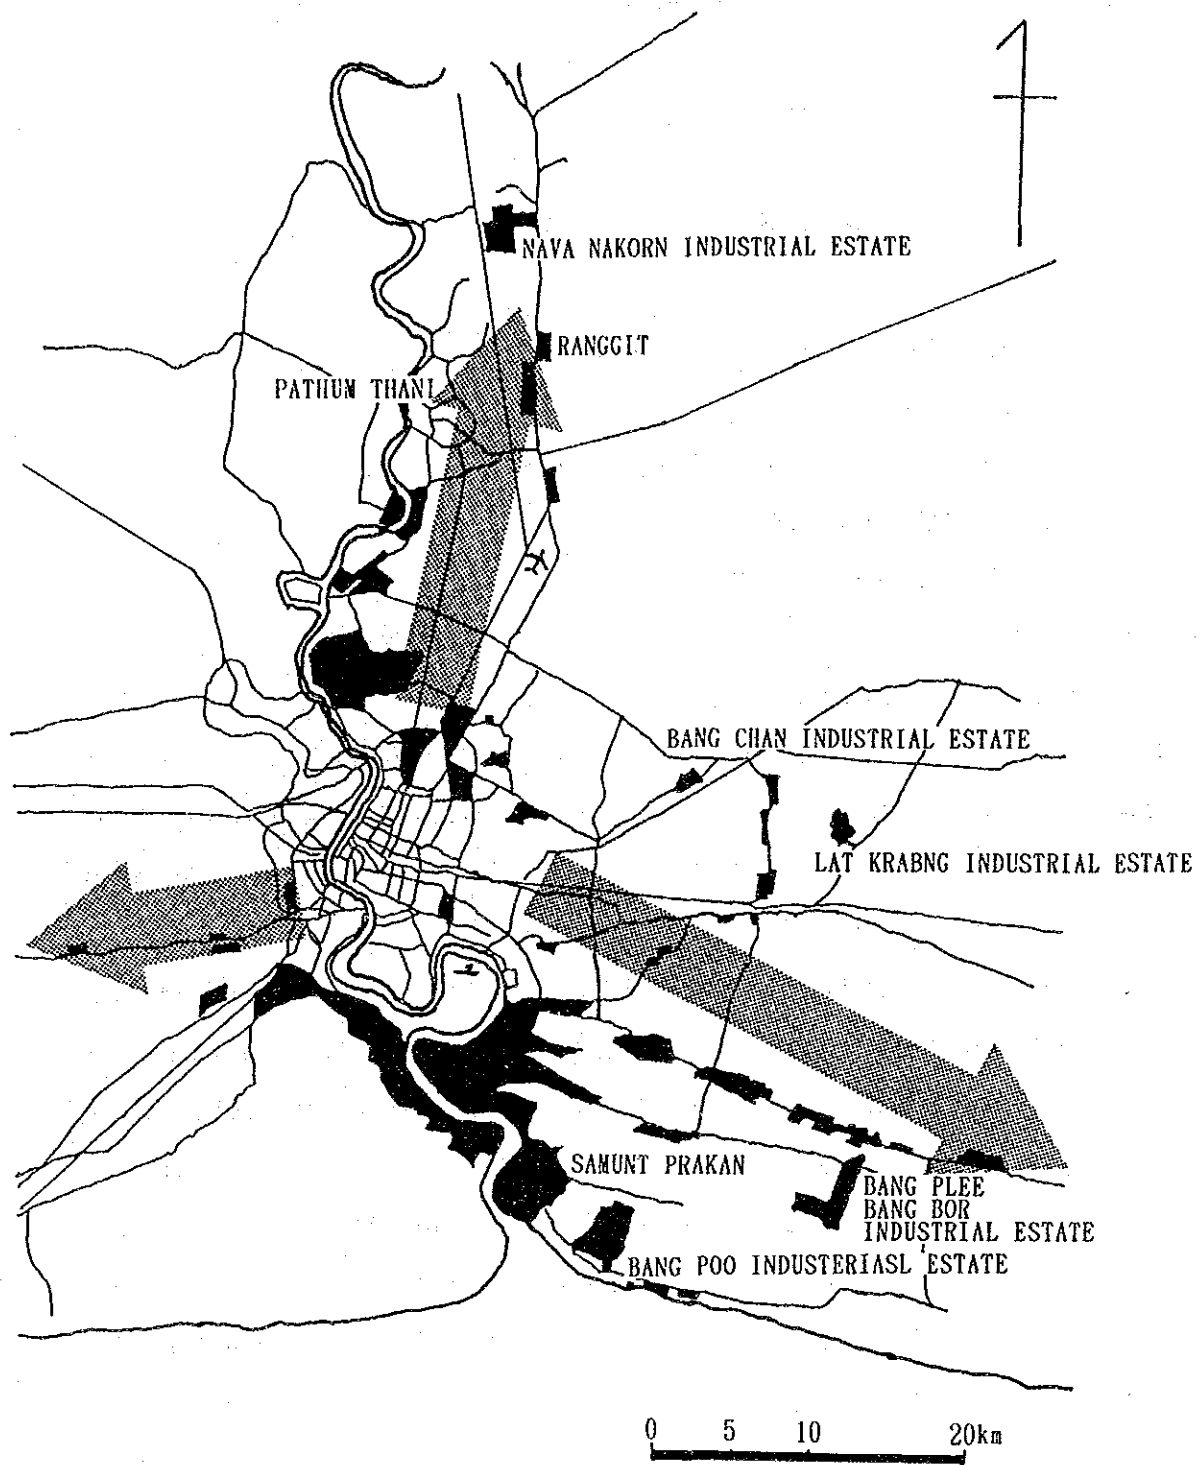 NAVA NAKORN INDUSTRIAL ESTATE
RANGGIT
PATHUM THANI
BANG CHAN INDUSTRIAL ESTATE
LAT KRABNG INDUSTRIAL ESTATE
SAMUNT PRAKAN
BANG PLEE
BANG BOR
INDUSTRIAL ESTATE
BANG POO INDUSTERIASL ESTATE
0 5 10 20km